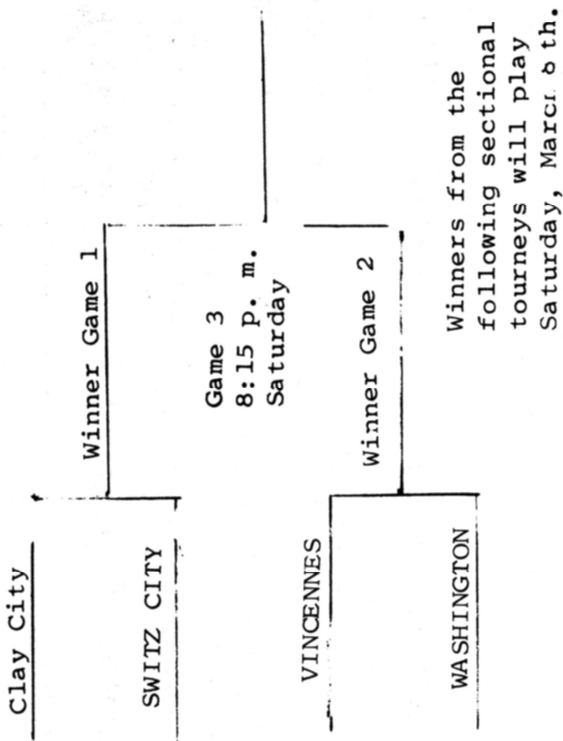 Clay City
Winner Game 1
SWITZ CITY
Game 3
8:15 p. m.
Saturday
VINCENNES
Winner Game 2
WASHINGTON
Winners from the
following sectional
tourneys will play
Saturday, March 8 th.